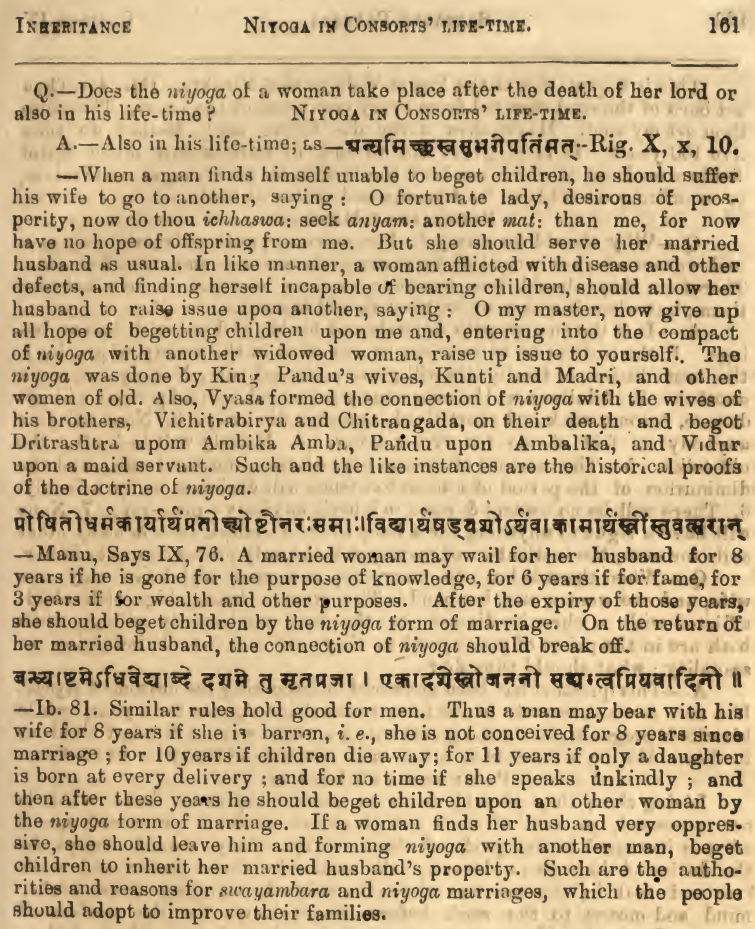 INHERITANCE NIYOGA IN CONSORTS' LIFE-TIME. 161
Q.—Does the niyoga of a woman take place after the death of her lord or
also in his life-time? NIYOGA IN CONSORTS' LIFE-TIME.
A.—Also in his life-time; as—अन्यमिच्छस्वसुभगेपतिंमत्--Rig. X, x, 10.
—When a man finds himself unable to beget children, he should suffer
his wife to go to another, saying: O fortunate lady, desirous of pros-
perity, now do thou ichhaswa: seek anyam: another mat: than me, for now
have no hope of offspring from me. But she should serve her married
husband as usual. In like manner, a woman afflicted with disease and other
defects, and finding herself incapable of bearing children, should allow her
husband to raise issue upon another, saying: O my master, now give up
all hope of begetting children upon me and, entering into the compact
of niyoga with another widowed woman, raise up issue to yourself. The
niyoga was done by King Pandu's wives, Kunti and Madri, and other
women of old. Also, Vyasa formed the connection of niyoga with the wives of
his brothers, Vichitrabirya and Chitrangada, on their death and begot
Dritrashtra upom Ambika Amba, Pandu upon Ambalika, and Vidur
upon a maid servant. Such and the like instances are the historical proofs
of the doctrine of niyoga.
प्रोषितोधर्मकार्यार्थंप्रतीक्ष्योष्टौनरःसमाः।विद्यार्थंषड्यशोऽर्थंवाकामार्थंस्त्रींस्तुवत्सरान्
—Manu, Says IX, 76. A married woman may wail for her husband for 8
years if he is gone for the purpose of knowledge, for 6 years if for fame, for
3 years if for wealth and other purposes. After the expiry of those years,
she should beget children by the niyoga form of marriage. On the return of
her married husband, the connection of niyoga should break off.
बन्ध्याष्टमेऽधिवेद्याब्दे दशमे तु मृतप्रजा । एकादशेस्त्रीजननी सद्यस्त्वप्रियवादिनी ॥
—Ib. 81. Similar rules hold good for men. Thus a man may bear with his
wife for 8 years if she is barren, i. e., she is not conceived for 8 years since
marriage; for 10 years if children die away; for 11 years if only a daughter
is born at every delivery; and for no time if she speaks unkindly; and
then after these years he should beget children upon an other woman by
the niyoga form of marriage. If a woman finds her husband very oppres-
sive, she should leave him and forming niyoga with another man, beget
children to inherit her married husband's property. Such are the autho-
rities and reasons for swayambara and niyoga marriages, which the people
should adopt to improve their families.